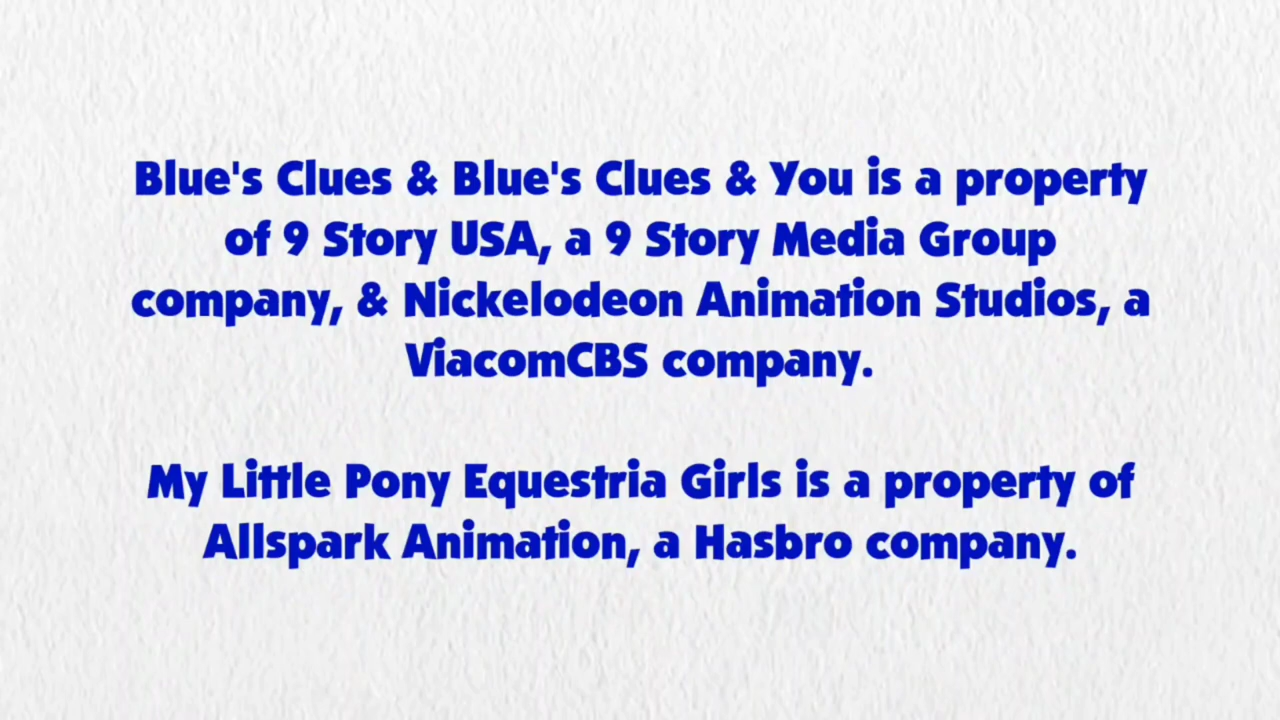 Blue's Clues & Blue's Clues & You is a property
of 9 Story USA, a 9 Story Media Group
company, & Nickelodeon Animation Studios, a
ViacomCBS company.
My Little Pony Equestria Girls is a property of
Allspark Animation, a Hasbro company.